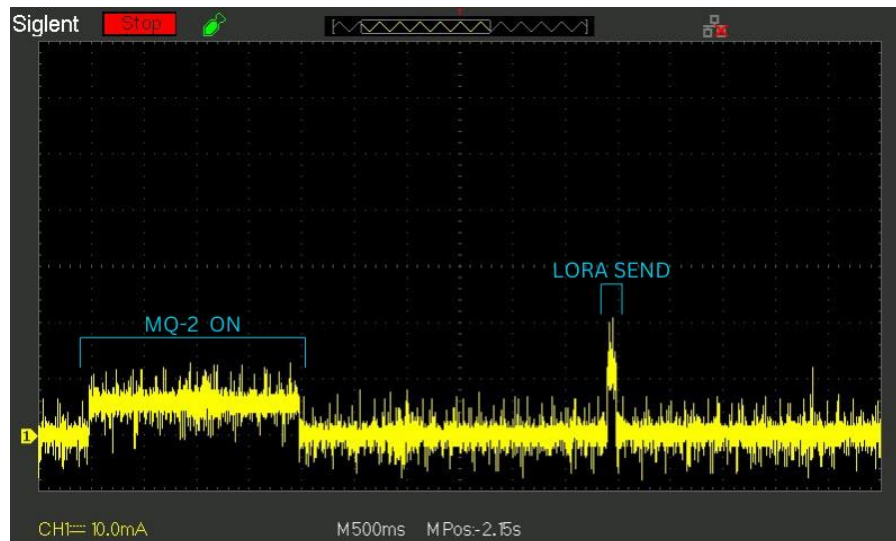 Siglent Stop
LORA SEND
MQ-2 ON
1
CH1 10.0mA M500ms MPos:-2.15s